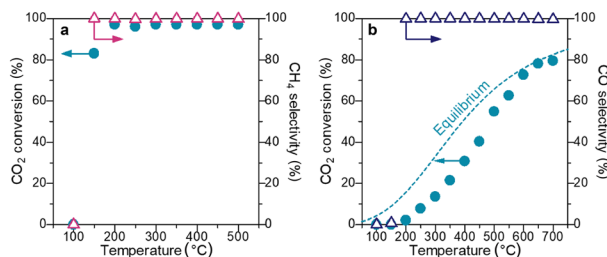 a
100
80
60
40
20
0
CO₂ conversion (%)
100
80
60
40
20
0
CH₄ selectivity
(%)
100 200 300 400 500
Temperature (°C)
b
100
80
60
40
20
0
CO₂ conversion (%)
Equilibrium
100
80
60
40
20
0
CO selectivity
(%)
100 200 300 400 500 600 700
Temperature (°C)